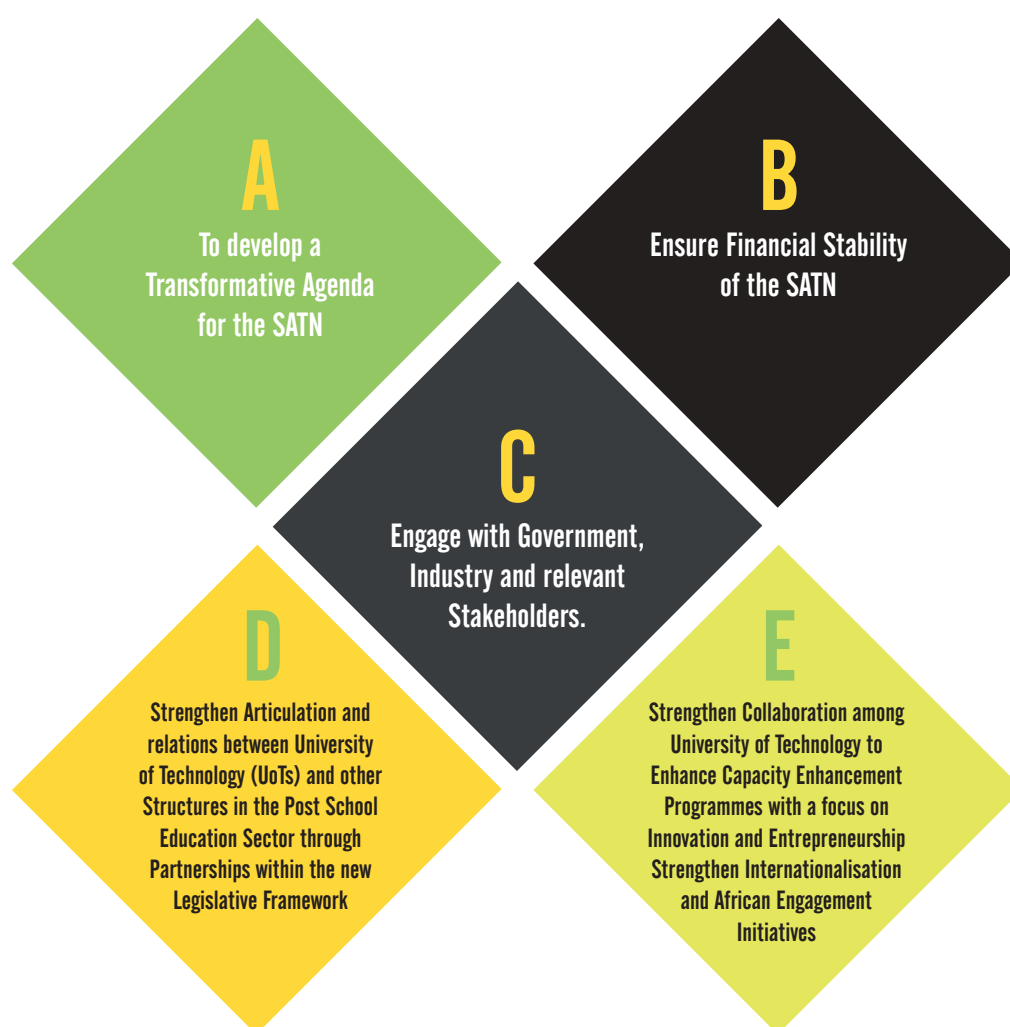 A
To develop a
Transformative Agenda
for the SATN
B
Ensure Financial Stability
of the SATN
C
Engage with Government,
Industry and relevant
Stakeholders.
D
Strengthen Articulation and
relations between University
of Technology (UoTs) and other
Structures in the Post School
Education Sector through
Partnerships within the new
Legislative Framework
E
Strengthen Collaboration among
University of Technology to
Enhance Capacity Enhancement
Programmes with a focus on
Innovation and Entrepreneurship
Strengthen Internationalisation
and African Engagement
Initiatives